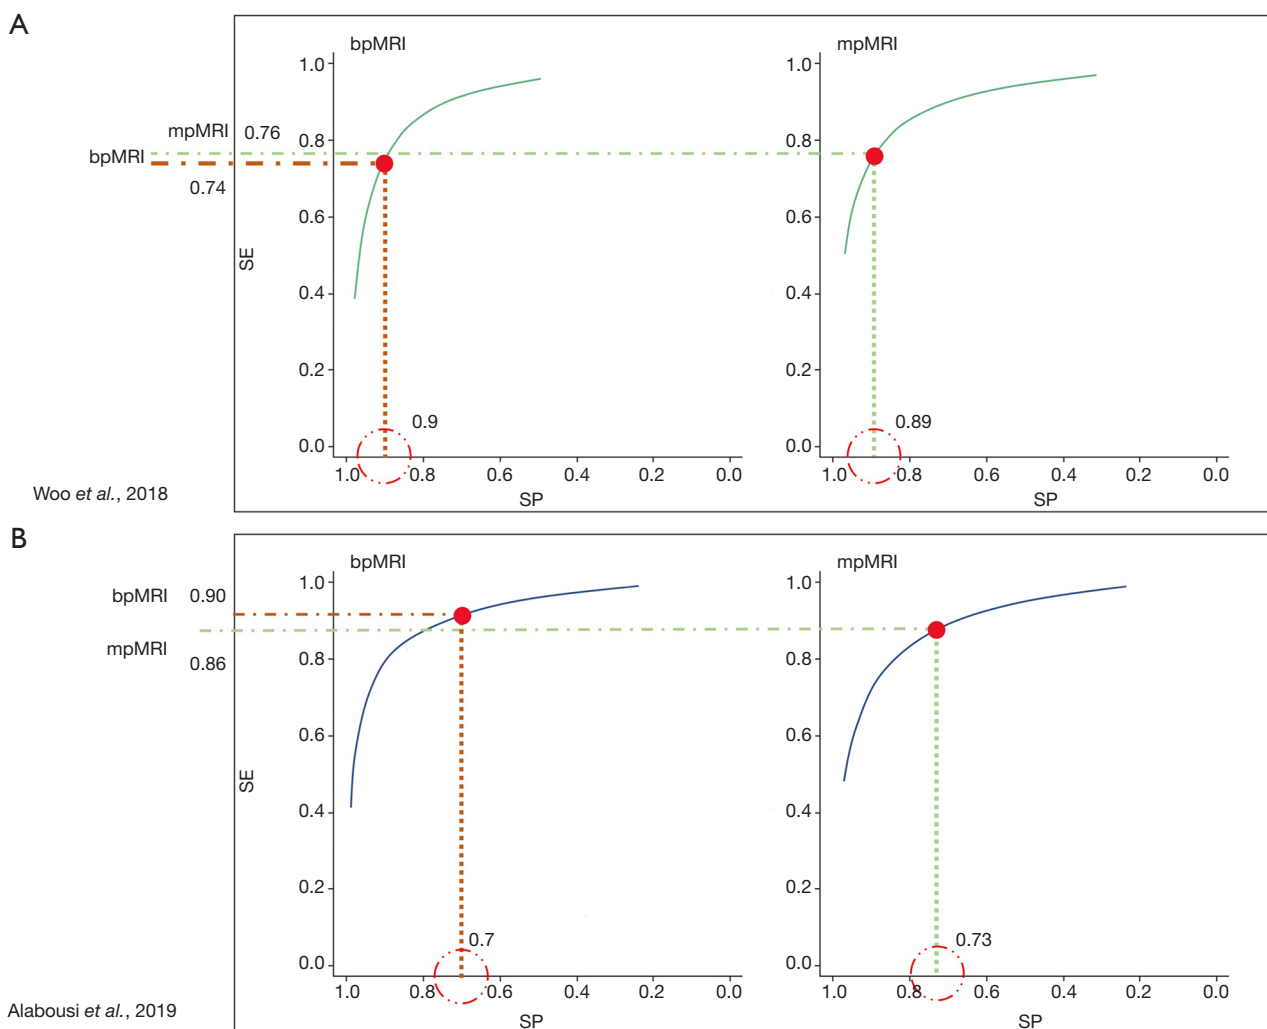 A
bpMRI
mpMRI
1.0
0.8
0.6
0.4
0.2
0.0
1.0
0.8
0.6
0.4
0.2
0.0
mpMRI 0.76
bpMRI
0.74
SE
0.9
0.89
1.0 0.8 0.6 0.4 0.2 0.0
1.0 0.8 0.6 0.4 0.2 0.0
SP
SP
Woo et al., 2018
B
bpMRI
mpMRI
1.0
0.8
0.6
0.4
0.2
0.0
1.0
0.8
0.6
0.4
0.2
0.0
bpMRI 0.90
mpMRI
0.86
SE
0.7
0.73
1.0 0.8 0.6 0.4 0.2 0.0
1.0 0.8 0.6 0.4 0.2 0.0
SP
SP
Alabousi et al., 2019